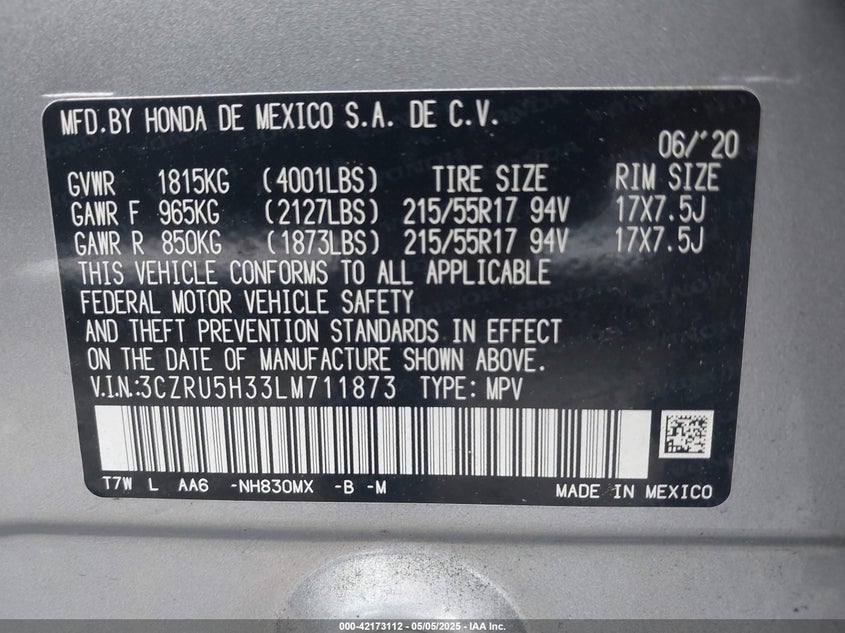 MFD.BY HONDA DE MEXICO S.A. DE C.V.
06/'20
GVWR 1815KG (4001LBS) TIRE SIZE RIM SIZE
GAWR F 965KG (2127LBS) 215/55R17 94V 17X7.5J
GAWR R 850KG (1873LBS) 215/55R17 94V 17X7.5J
THIS VEHICLE CONFORMS TO ALL APPLICABLE
FEDERAL MOTOR VEHICLE SAFETY
AND THEFT PREVENTION STANDARDS IN EFFECT
ON THE DATE OF MANUFACTURE SHOWN ABOVE.
V.I.N.:3CZRU5H33LM711873 TYPE: MPV
T7W L AA6 -NH830MX -B -M MADE IN MEXICO
000-42173112 - 05/05/2025 - IAA Inc.